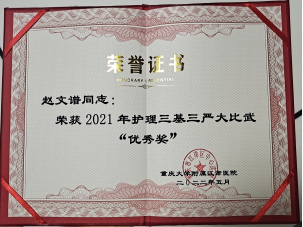 荣誉证书
赵文谱同志：
荣获2021年护理三基三严大比武
“优秀奖”
重庆大学附属江南医院
二〇二二年五月